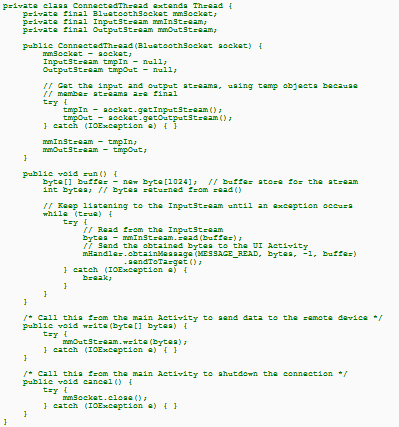 private class ConnectedThread extends Thread {
    private final BluetoothSocket mmSocket;
    private final InputStream mmInStream;
    private final OutputStream mmOutStream;

    public ConnectedThread(BluetoothSocket socket) {
        mmSocket = socket;
        InputStream tmpIn = null;
        OutputStream tmpOut = null;

        // Get the input and output streams, using temp objects because
        // member streams are final
        try {
            tmpIn = socket.getInputStream();
            tmpOut = socket.getOutputStream();
        } catch (IOException e) { }

        mmInStream = tmpIn;
        mmOutStream = tmpOut;
    }

    public void run() {
        byte[] buffer = new byte[1024];  // buffer store for the stream
        int bytes; // bytes returned from read()

        // Keep listening to the InputStream until an exception occurs
        while (true) {
            try {
                // Read from the InputStream
                bytes = mmInStream.read(buffer);
                // Send the obtained bytes to the UI Activity
                mHandler.obtainMessage(MESSAGE_READ, bytes, -1, buffer)
                        .sendToTarget();
            } catch (IOException e) {
                break;
            }
        }
    }

    /* Call this from the main Activity to send data to the remote device */
    public void write(byte[] bytes) {
        try {
            mmOutStream.write(bytes);
        } catch (IOException e) { }
    }

    /* Call this from the main Activity to shutdown the connection */
    public void cancel() {
        try {
            mmSocket.close();
        } catch (IOException e) { }
    }
}